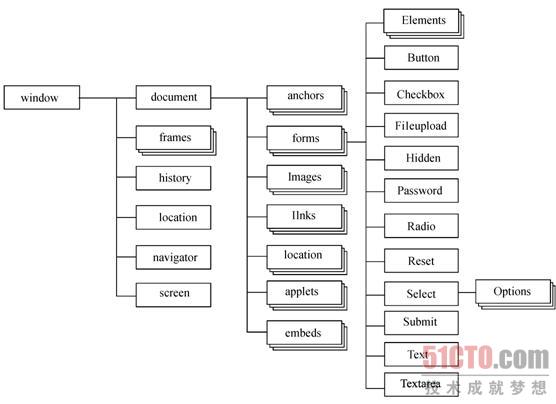 window
document
frames
history
location
navigator
screen
anchors
forms
Images
IInks
location
applets
embeds
Elements
Button
Checkbox
Fileupload
Hidden
Password
Radio
Reset
Select
Options
Submit
Text
Textarea
51CTO.com
技术成就梦想